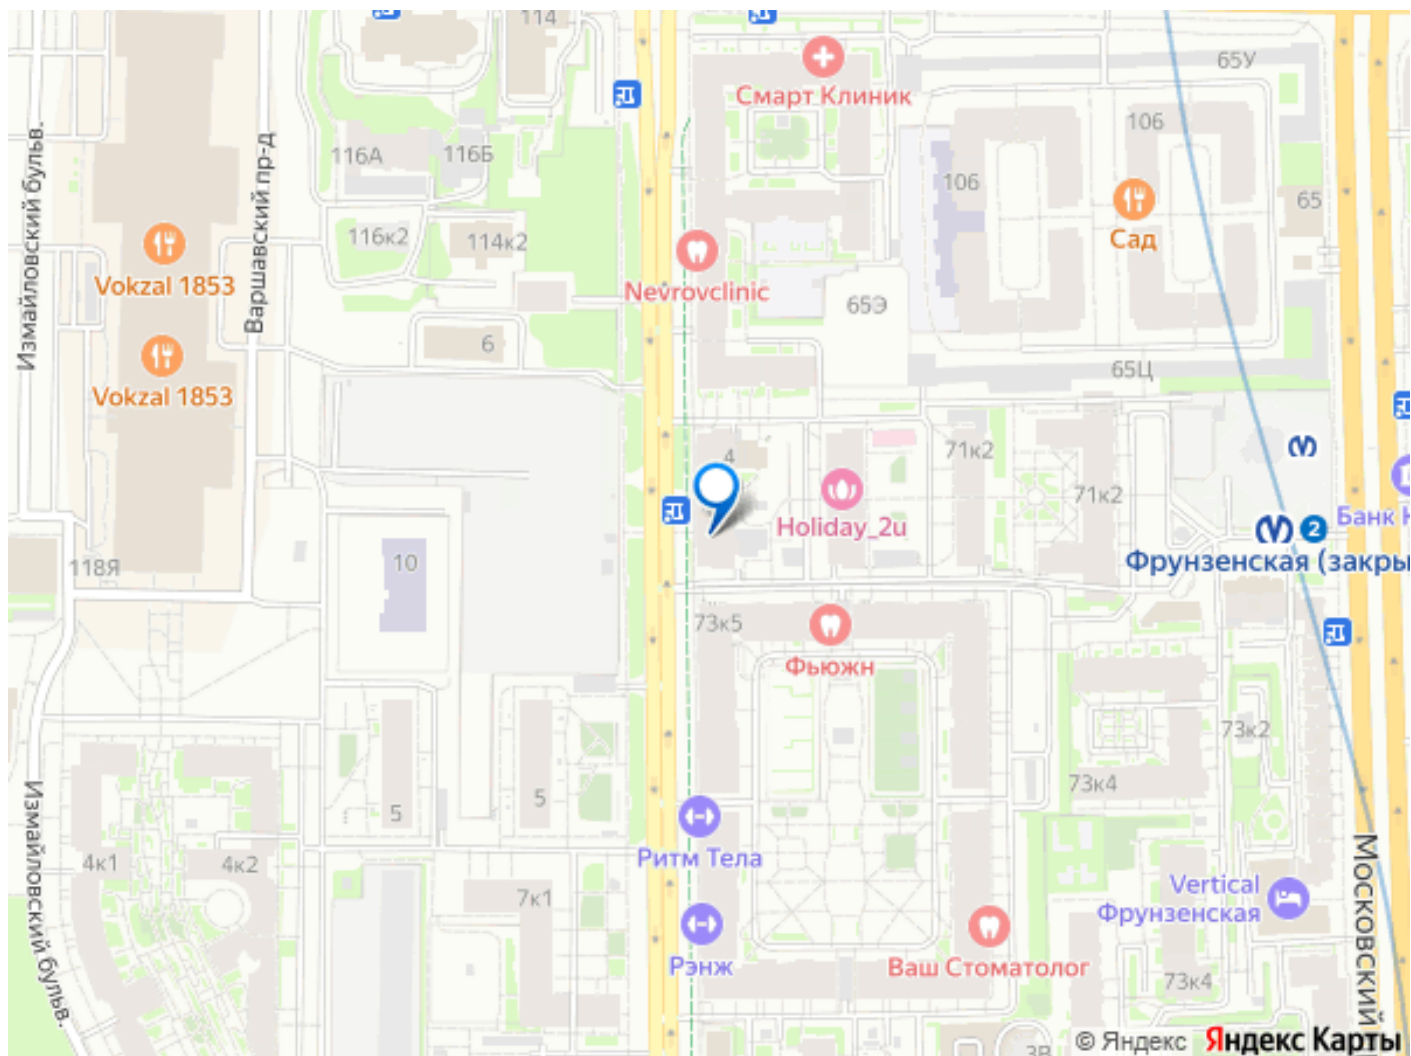 114
65У
Смарт Клиник
106
116А
116Б
106
65
Измайловский бульв.
Варшавский пр-д
116к2
114к2
Сад
Vokzal 1853
Nevrovclinic
65Э
6
65Ц
Vokzal 1853
4
71к2
71к2
Holiday_2u
Банк
2
Фрунзенская (закры
10
118Я
73к5
Фьюжн
73к2
73к4
5
5
Ритм Тела
4к1
4к2
7к1
Vertical
Фрунзенская
Измайловский бульв.
Московский
Рэнж
Ваш Стоматолог
73к4
© Яндекс Яндекс Карты